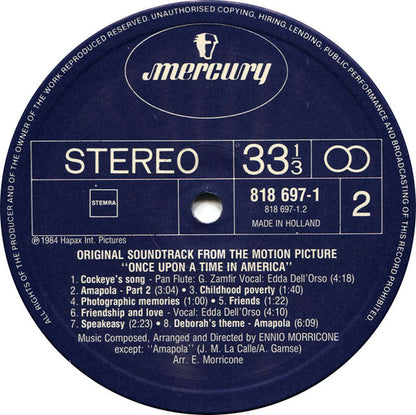 ALL RIGHTS OF THE PRODUCER AND OF THE OWNER OF THE WORK REPRODUCED RESERVED. UNAUTHORISED COPYING, HIRING, LENDING, PUBLIC PERFORMANCE AND BROADCASTING OF THIS RECORD PROHIBITED
mercury
STEREO 33 1/3
STEMRA
818 697-1
818 697-1.2
MADE IN HOLLAND
2
℗ 1984 Hapax Int. Pictures
ORIGINAL SOUNDTRACK FROM THE MOTION PICTURE
"ONCE UPON A TIME IN AMERICA"
1. Cockeye's song - Pan Flute: G. Zamfir Vocal: Edda Dell'Orso (4:18)
2. Amapola - Part 2 (3:04) • 3. Childhood poverty (1:41)
4. Photographic memories (1:00) • 5. Friends (1:22)
6. Friendship and love - Vocal: Edda Dell'Orso (4:10)
7. Speakeasy (2:23) • 8. Deborah's theme - Amapola (6:09)
Music Composed, Arranged and Directed by ENNIO MORRICONE
except: "Amapola" (J. M. La Calle/A. Gamse)
Arr. E. Morricone